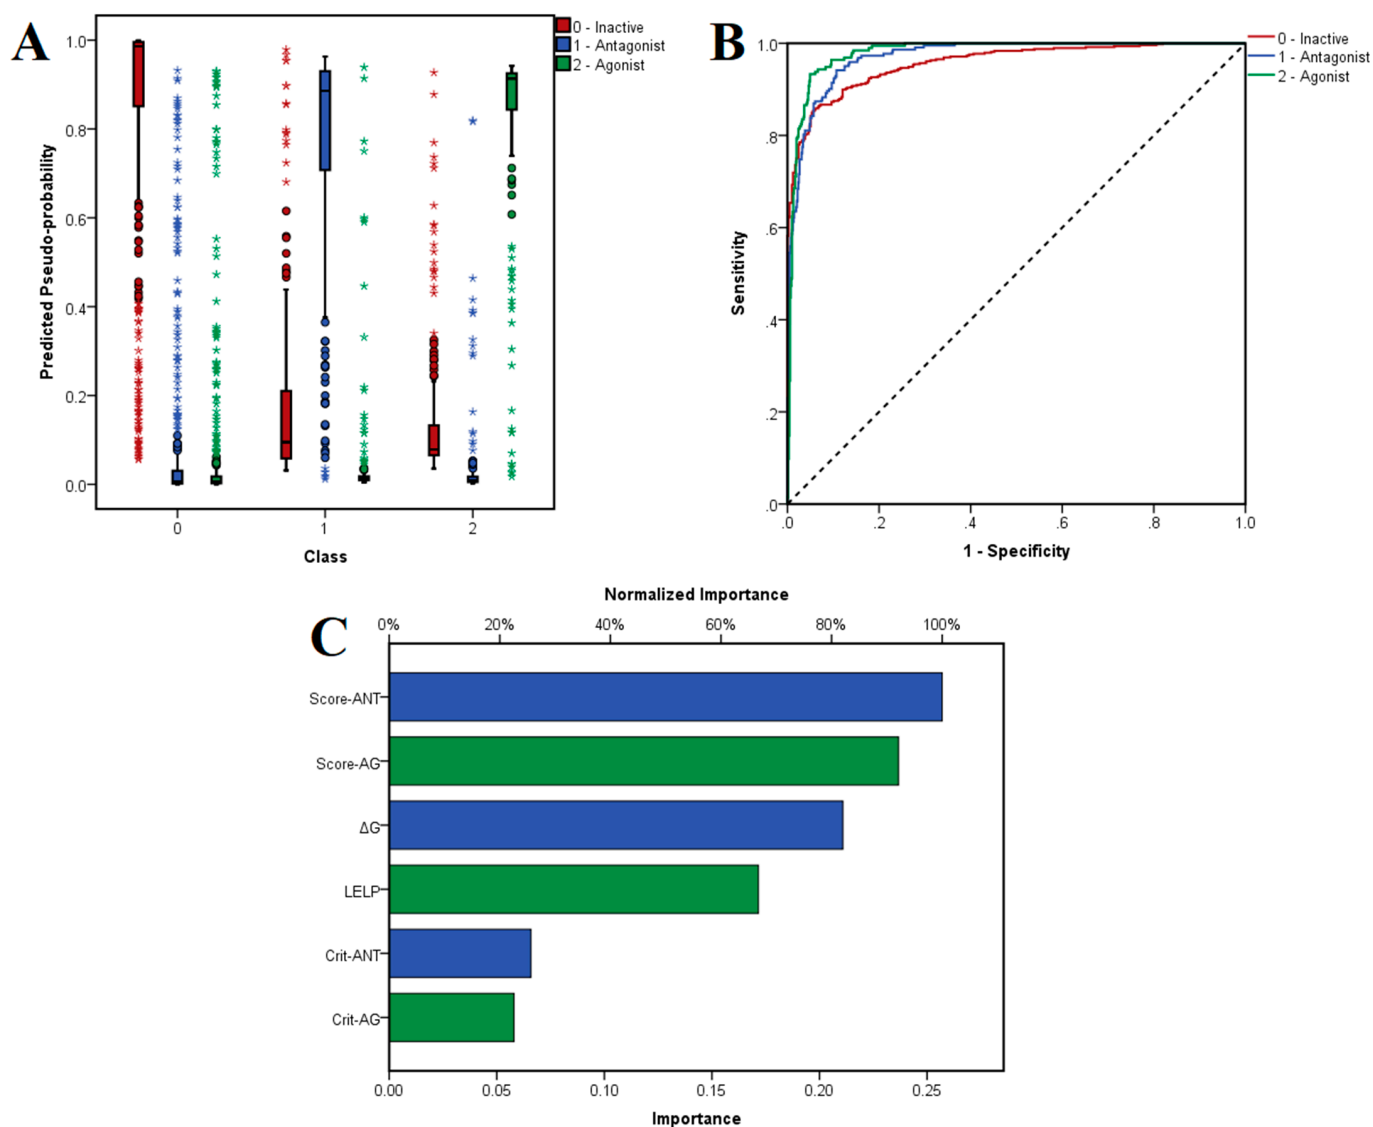 A
Predicted Pseudo-probability
1.0
0.8
0.6
0.4
0.2
0.0
0 1 2
Class
0 - Inactive
1 - Antagonist
2 - Agonist
B
Sensitivity
1.0
.8
.6
.4
.2
.0
.0 .2 .4 .6 .8 1.0
1 - Specificity
0 - Inactive
1 - Antagonist
2 - Agonist
C
Normalized Importance
0% 20% 40% 60% 80% 100%
Score-ANT
Score-AG
ΔG
LELP
Crit-ANT
Crit-AG
0.00 0.05 0.10 0.15 0.20 0.25
Importance